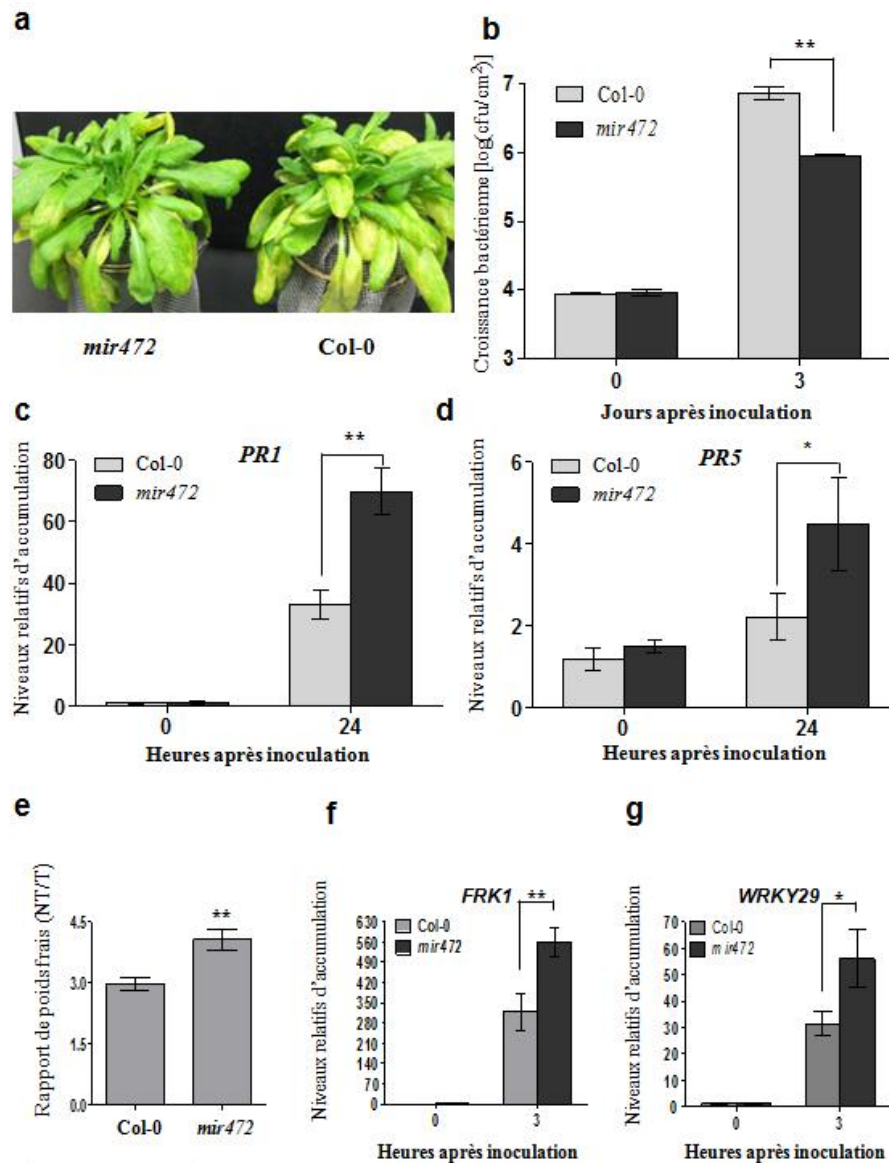 a
mir472
Col-0
b
Croissance bactérienne [log(cfu/cm²)]
7
6
5
4
3
Col-0
mir472
**
0
3
Jours après inoculation
c
PR1
Niveaux relatifs d'accumulation
80
60
40
20
0
Col-0
mir472
**
0
24
Heures après inoculation
d
PR5
Niveaux relatifs d'accumulation
6
4
2
0
Col-0
mir472
*
0
24
Heures après inoculation
e
Rapport de poids frais (NT/T)
4.5
3.0
1.5
0.0
**
Col-0
mir472
f
FRK1
Niveaux relatifs d'accumulation
630
560
490
420
350
280
210
140
70
0
Col-0
mir472
**
0
3
Heures après inoculation
g
WRKY29
Niveaux relatifs d'accumulation
70
60
50
40
30
20
10
0
Col-0
mir472
*
0
3
Heures après inoculation